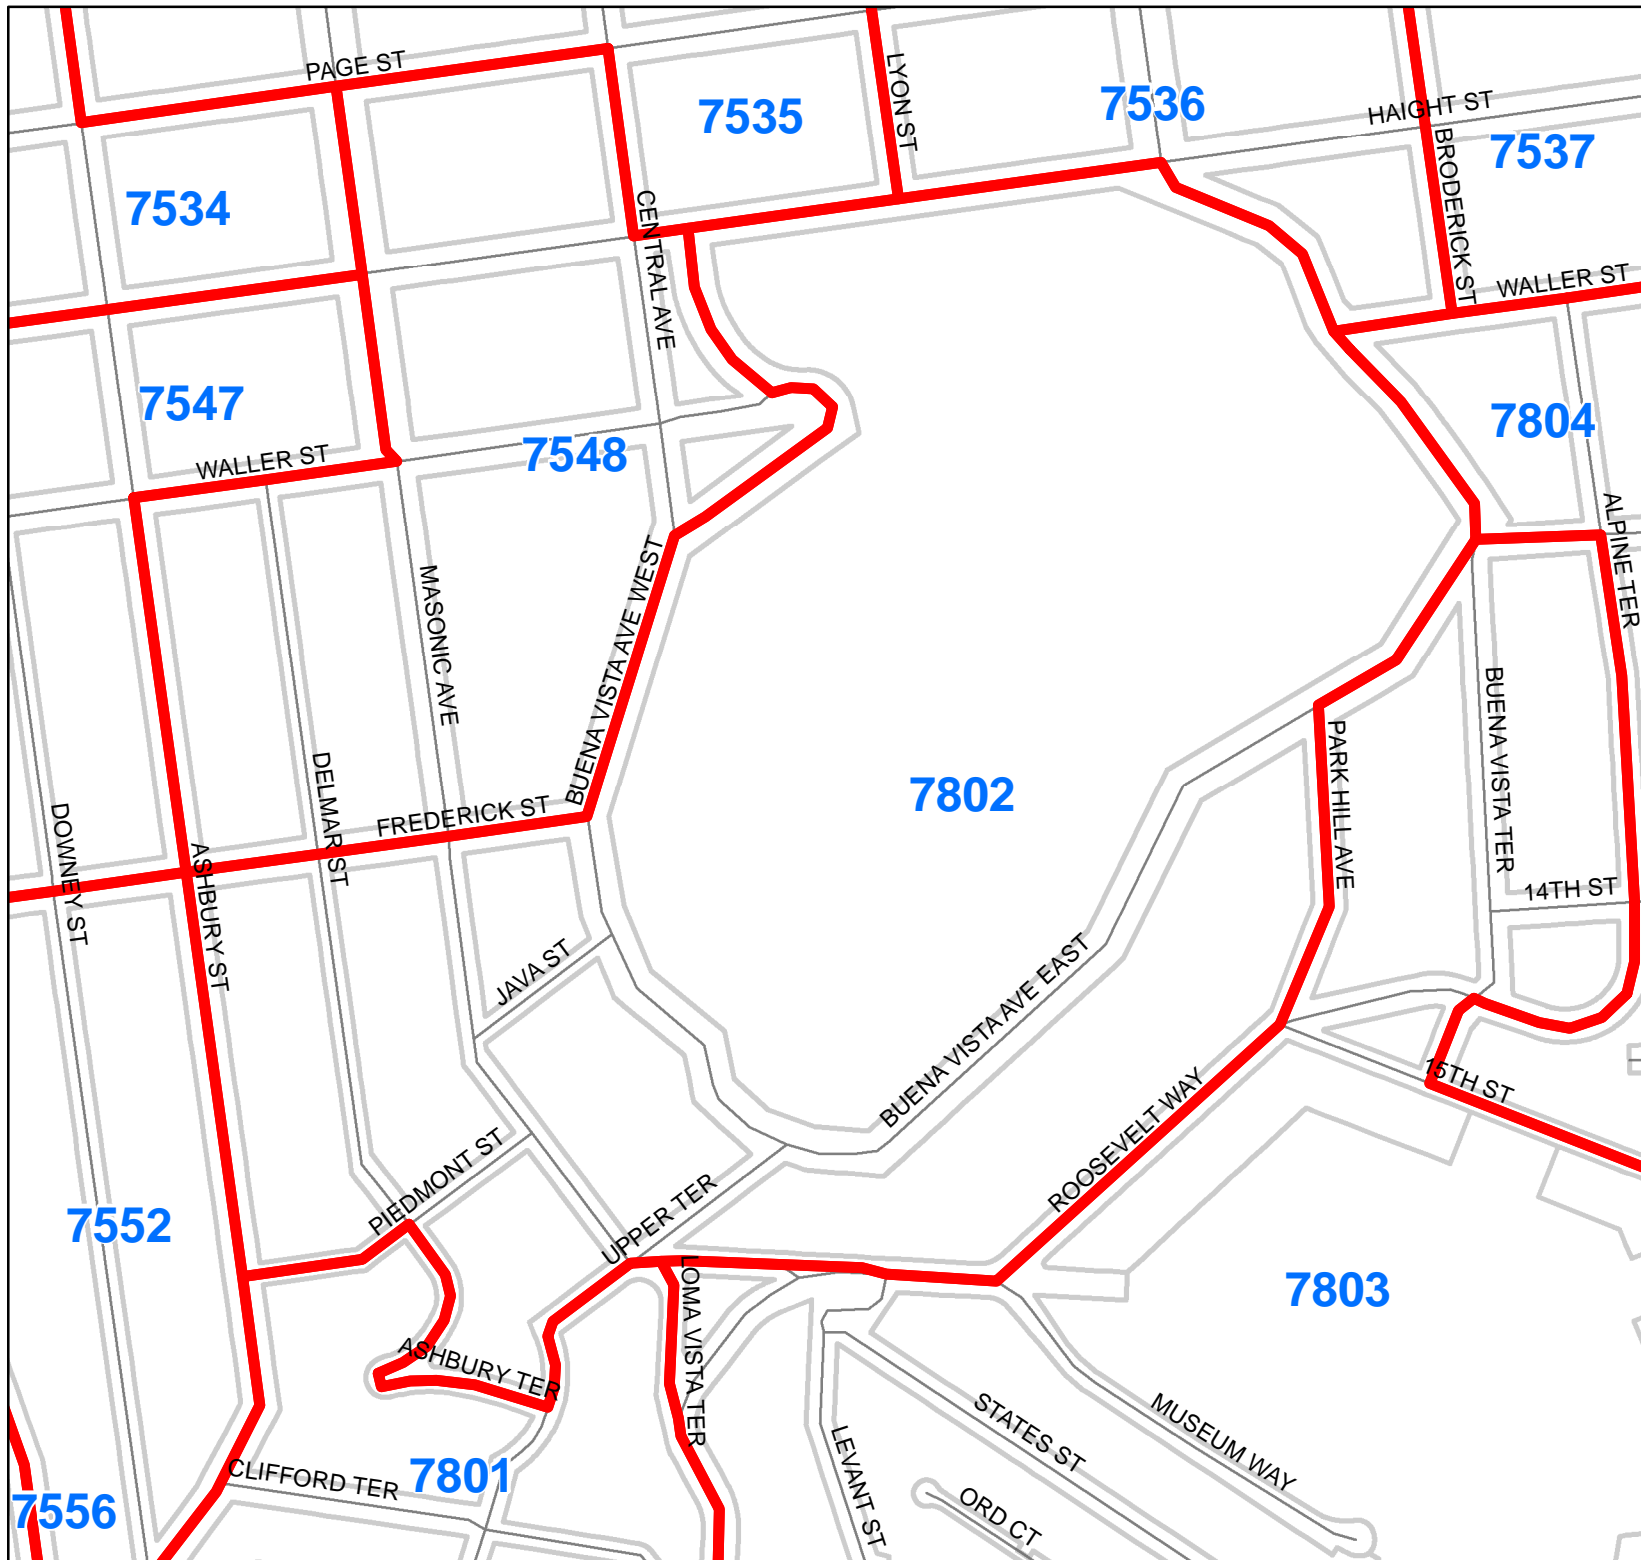 PAGE ST
LYON ST
7535
7536
HAIGHT ST
7537
BRODERICK ST
7534
CENTRAL AVE
WALLER ST
7547
7804
WALLER ST
7548
ALPINE TER
MASONIC AVE
BUENA VISTA AVE WEST
BUENA VISTA TER
PARK HILL AVE
7802
DELMAR ST
FREDERICK ST
DOWNEY ST
ASHBURY ST
14TH ST
JAVA ST
BUENA VISTA AVE EAST
15TH ST
ROOSEVELT WAY
PIEDMONT ST
UPPER TER
7552
LOMA VISTA TER
7803
ASHBURY TER
STATES ST
MUSEUM WAY
LEVANT ST
CLIFFORD TER
7801
7556
ORD CT